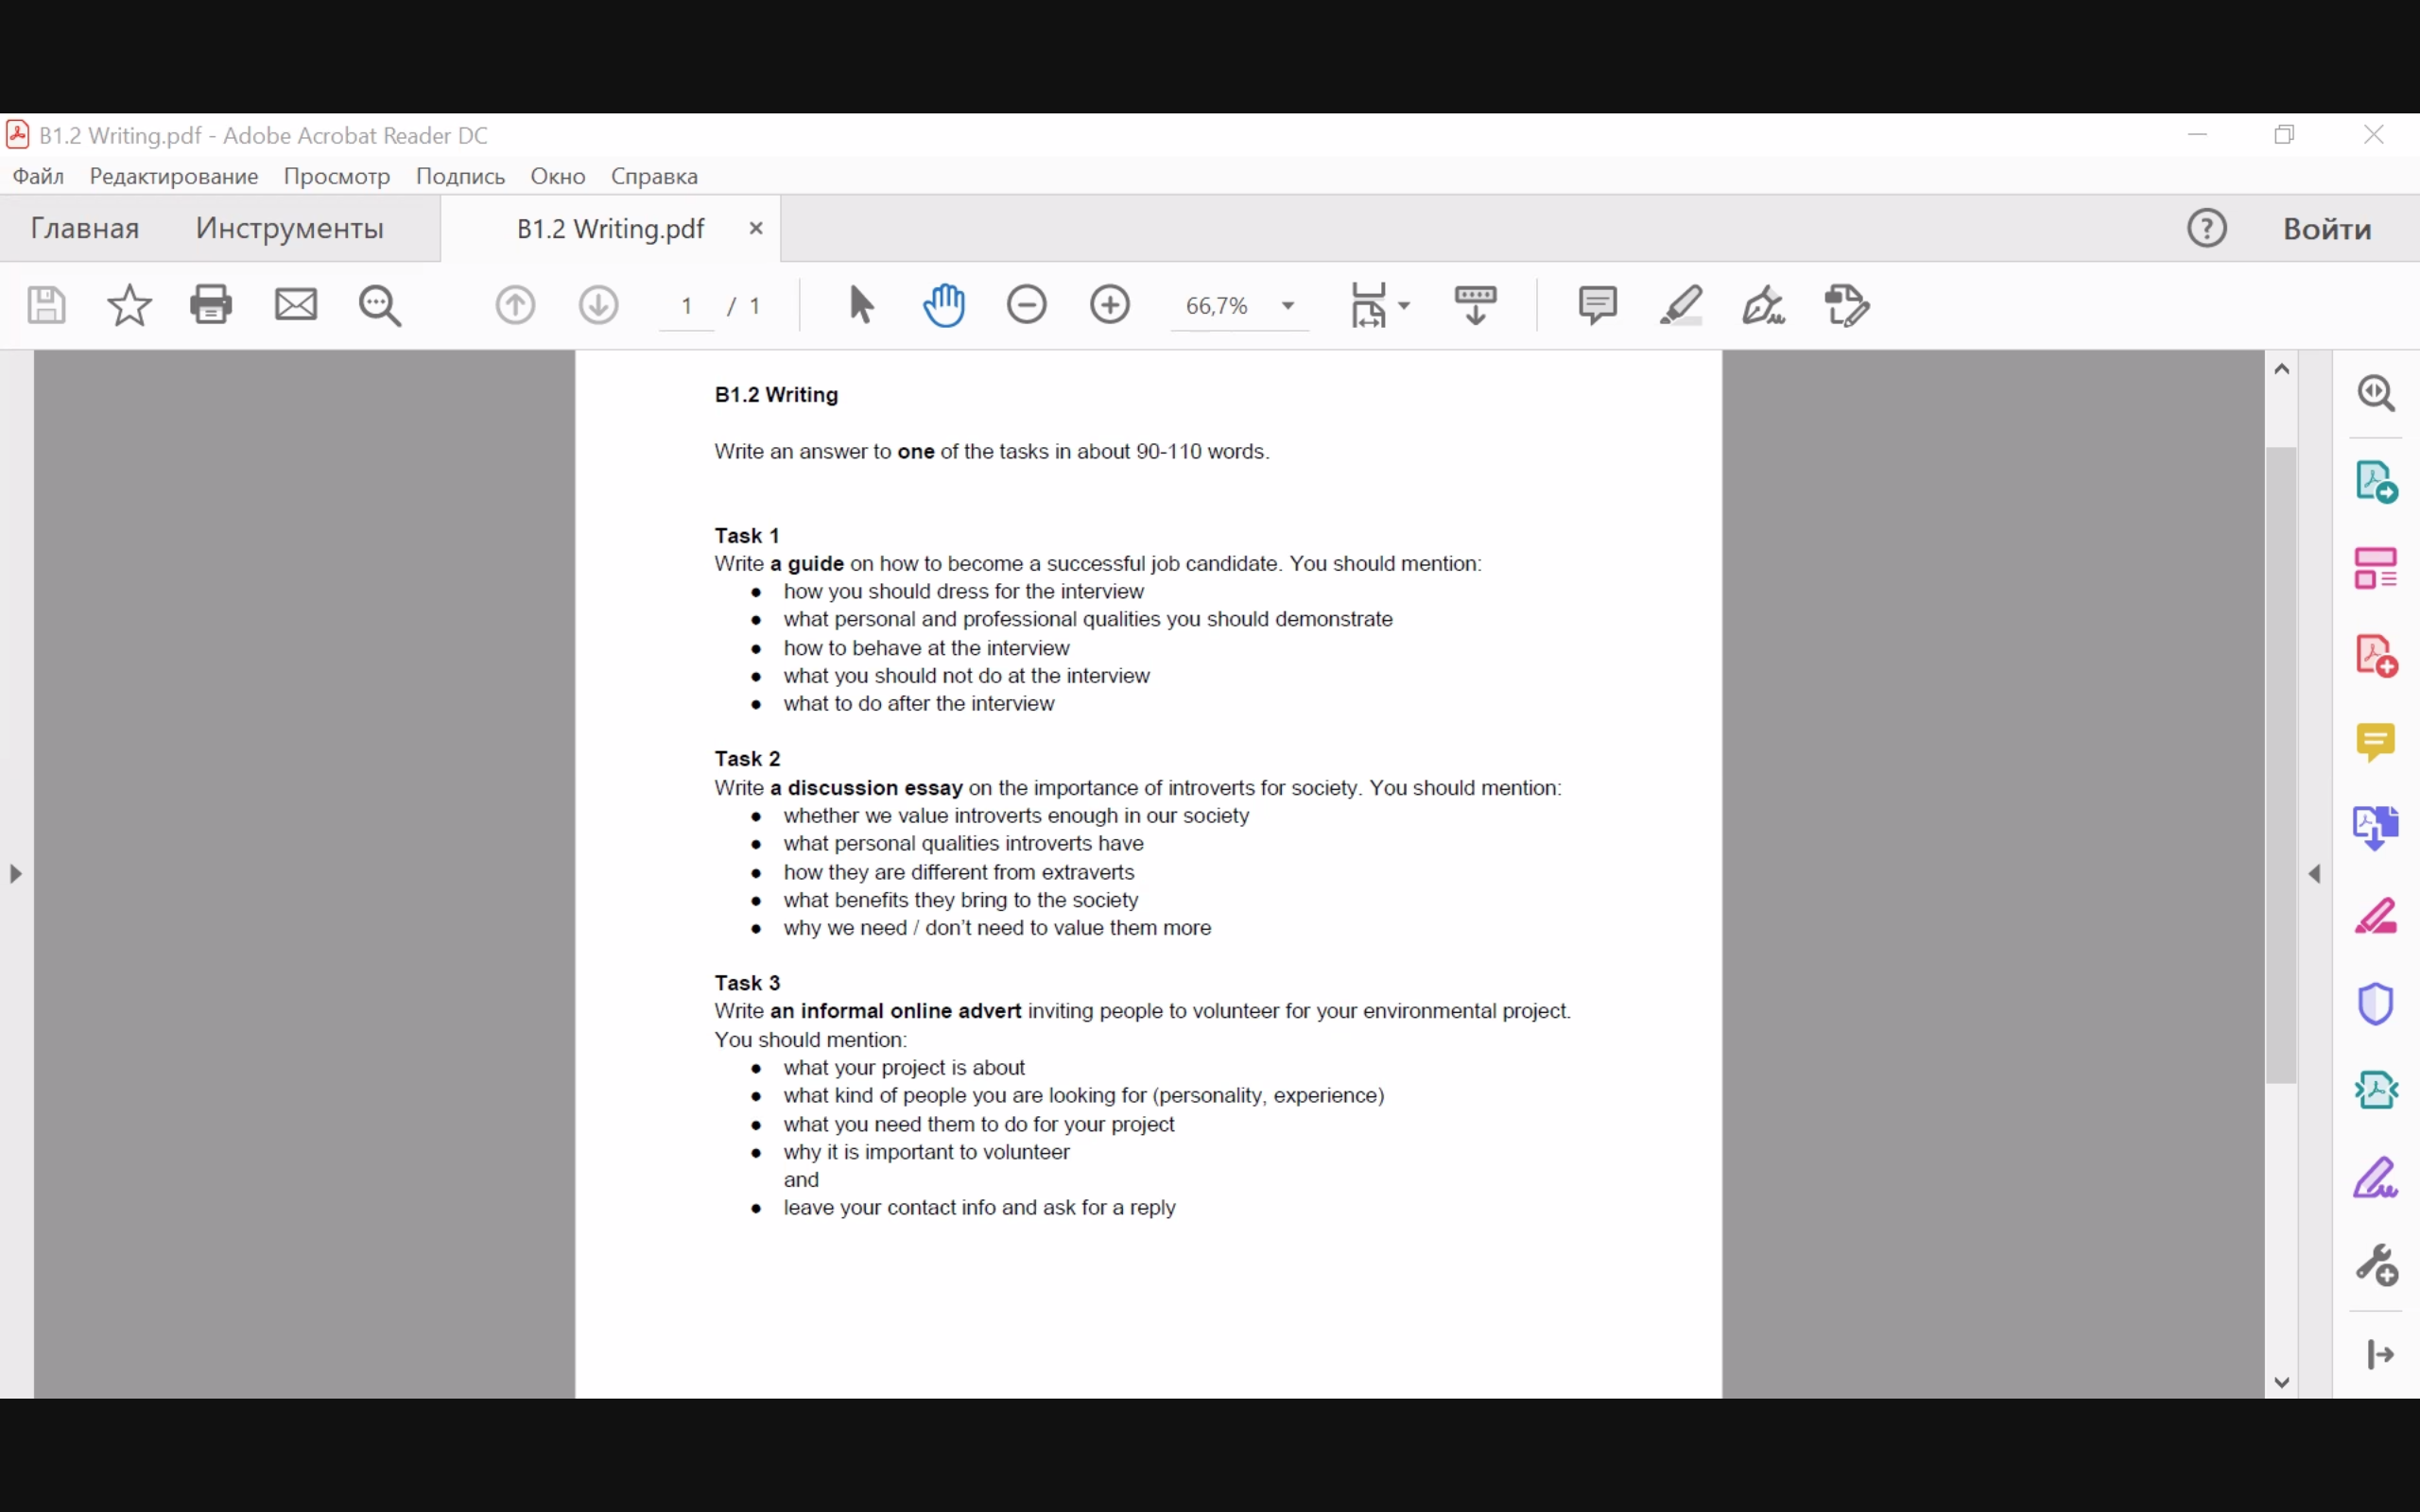 B1.2 Writing.pdf - Adobe Acrobat Reader DC
Файл Редактирование Просмотр Подпись Окно Справка
Главная Инструменты B1.2 Writing.pdf × ? Войти
1 / 1 66,7%
B1.2 Writing
Write an answer to one of the tasks in about 90-110 words.
Task 1
Write a guide on how to become a successful job candidate. You should mention:
● how you should dress for the interview
● what personal and professional qualities you should demonstrate
● how to behave at the interview
● what you should not do at the interview
● what to do after the interview
Task 2
Write a discussion essay on the importance of introverts for society. You should mention:
● whether we value introverts enough in our society
● what personal qualities introverts have
● how they are different from extraverts
● what benefits they bring to the society
● why we need / don't need to value them more
Task 3
Write an informal online advert inviting people to volunteer for your environmental project.
You should mention:
● what your project is about
● what kind of people you are looking for (personality, experience)
● what you need them to do for your project
● why it is important to volunteer
and
● leave your contact info and ask for a reply